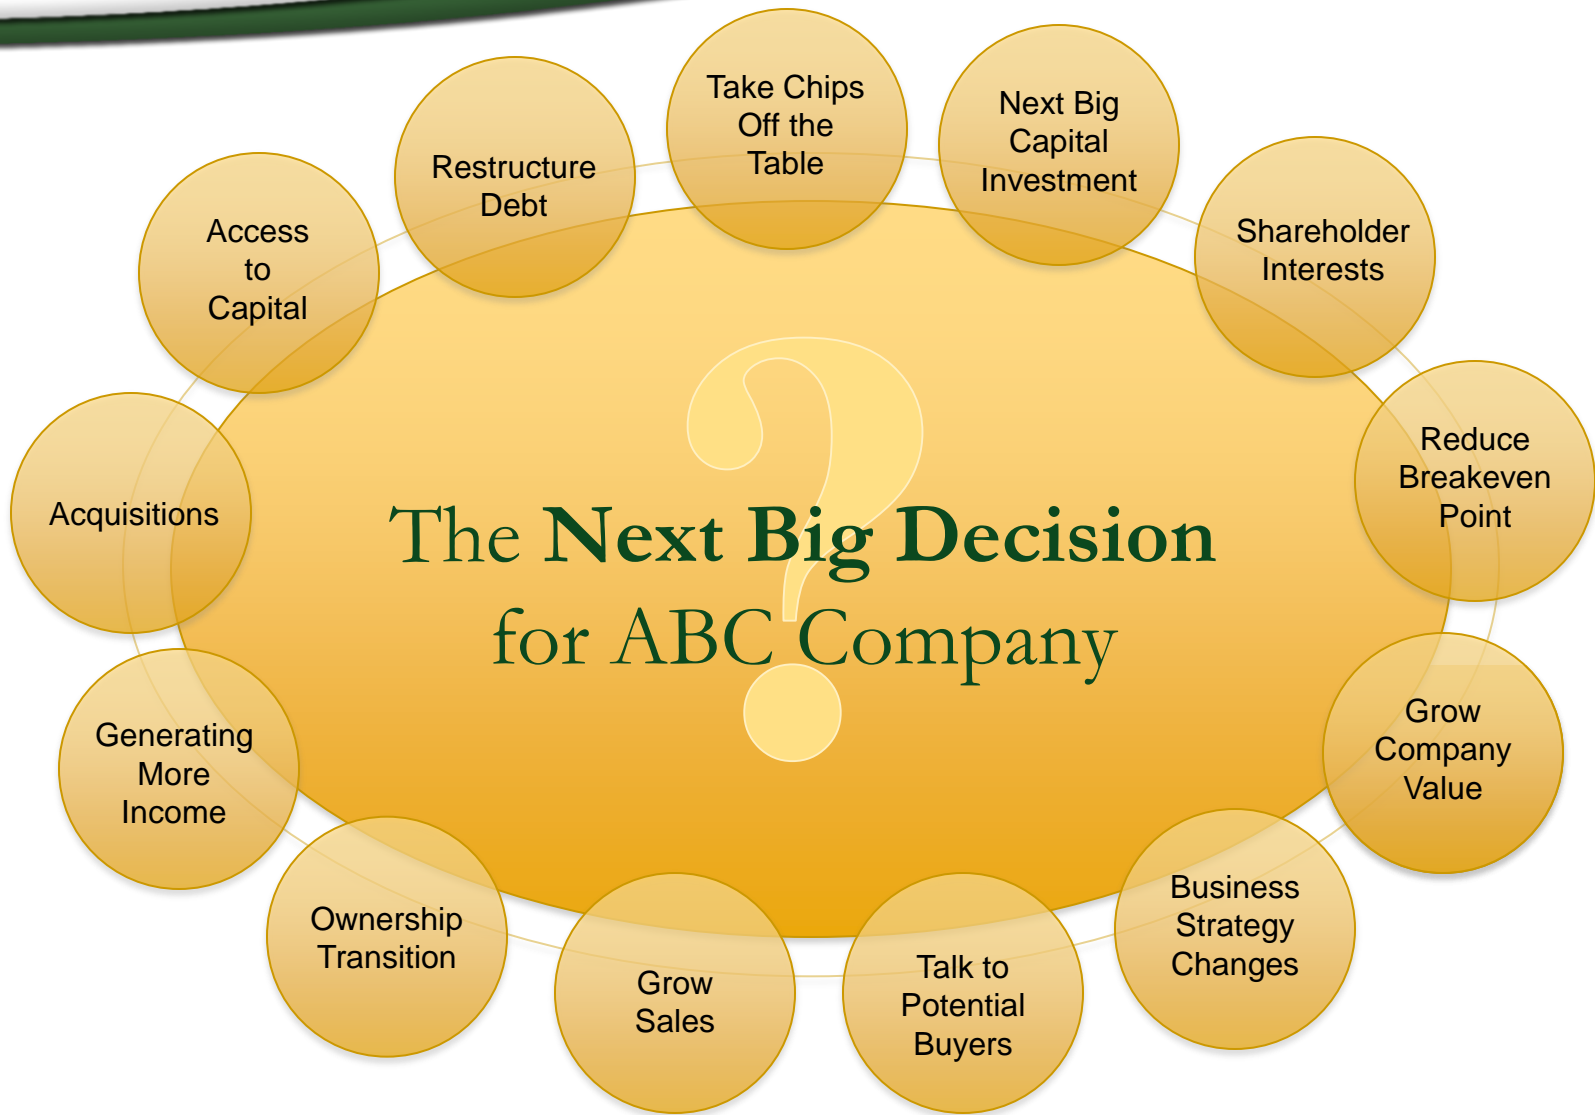 Take Chips
Off the
Table
Next Big
Capital
Investment
Shareholder
Interests
Reduce
Breakeven
Point
Grow
Company
Value
Business
Strategy
Changes
Talk to
Potential
Buyers
Grow
Sales
Ownership
Transition
Generating
More
Income
Acquisitions
Access
to
Capital
Restructure
Debt
?
The Next Big Decision
for ABC Company